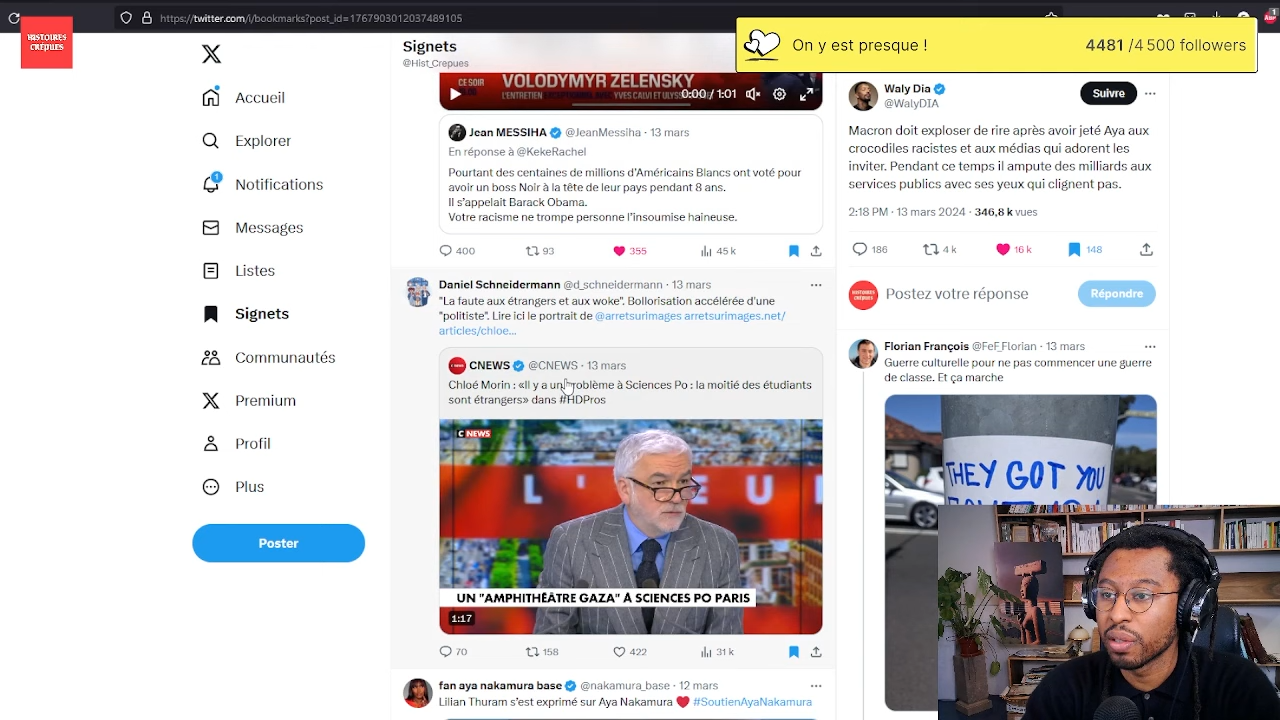 https://twitter.com/i/bookmarks?post_id=1767903012037489105
HISTOIRES
CRÉPUES
On y est presque !
4481 /4 500 followers
Accueil
Explorer
1
Notifications
Messages
Listes
Signets
Communautés
Premium
Profil
Plus
Poster
Signets
@Hist_Crepues
CE SOIR
VOLODYMYR ZELENSKY
L'ENTRETIEN
YVES CALVI ET
0:00 / 1:01
Jean MESSIHA @JeanMessiha · 13 mars
En réponse à @KekeRachel
Pourtant des centaines de millions d'Américains Blancs ont voté pour
avoir un boss Noir à la tête de leur pays pendant 8 ans.
Il s'appelait Barack Obama.
Votre racisme ne trompe personne l'insoumise haineuse.
400
93
355
45 k
Daniel Schneidermann @d_schneidermann · 13 mars
"La faute aux étrangers et aux woke". Bollorisation accélérée d'une
"politiste". Lire ici le portrait de @arretsurimages arretsurimages.net/
articles/chloe...
CNEWS @CNEWS · 13 mars
Chloé Morin : «Il y a un problème à Sciences Po : la moitié des étudiants
sont étrangers» dans #HDPros
CNEWS
L'HEU
UN "AMPHITHÉÂTRE GAZA" À SCIENCES PO PARIS
1:17
70
158
422
31 k
fan aya nakamura base @nakamura_base · 12 mars
Lilian Thuram s'est exprimé sur Aya Nakamura ❤️ #SoutienAyaNakamura
Waly Dia
@WalyDIA
Suivre
Macron doit exploser de rire après avoir jeté Aya aux
crocodiles racistes et aux médias qui adorent les
inviter. Pendant ce temps il ampute des milliards aux
services publics avec ses yeux qui clignent pas.
2:18 PM · 13 mars 2024 · 346,8 k vues
186
4 k
16 k
148
HISTOIRES
CRÉPUES
Postez votre réponse
Répondre
Florian François @FeF_Florian · 13 mars
Guerre culturelle pour ne pas commencer une guerre
de classe. Et ça marche
THEY GOT YOU